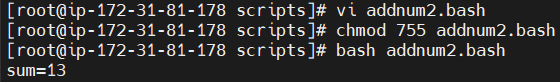 [root@ip-172-31-81-178 scripts]# vi addnum2.bash
[root@ip-172-31-81-178 scripts]# chmod 755 addnum2.bash
[root@ip-172-31-81-178 scripts]# bash addnum2.bash
sum=13